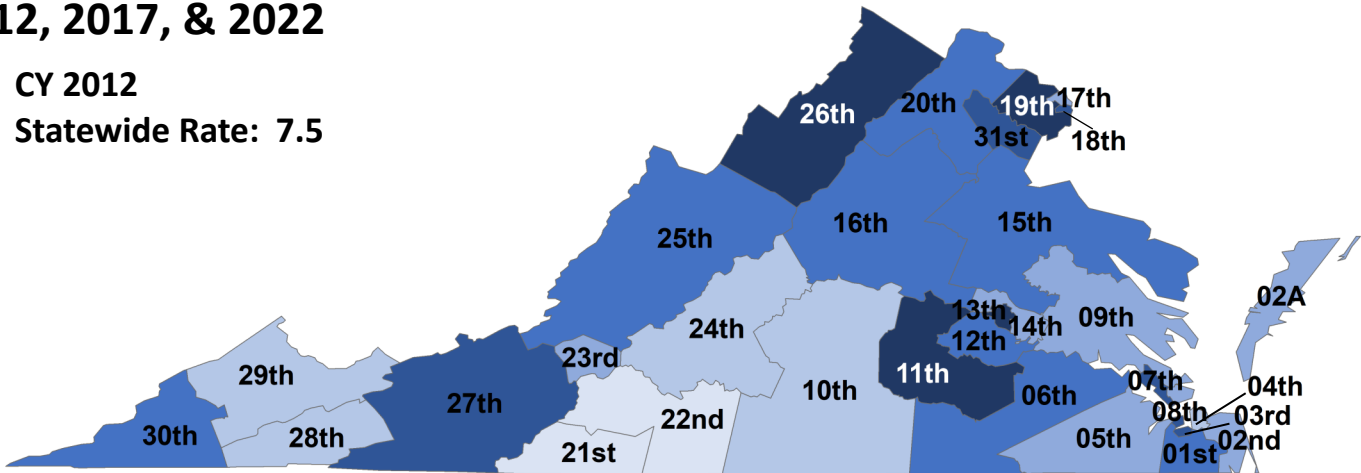 12, 2017, & 2022
CY 2012
Statewide Rate: 7.5
26th
20th
19th
17th
31st
18th
25th
16th
15th
02A
13th
24th
14th
09th
12th
23rd
29th
11th
07th
10th
06th
04th
27th
08th
03rd
22nd
30th
28th
05th
02nd
21st
01st